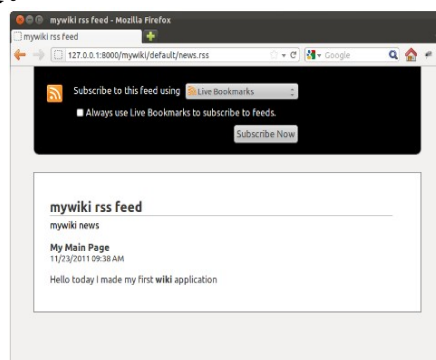 mywiki rss feed - Mozilla Firefox
mywiki rss feed
127.0.0.1:8000/mywiki/default/news.rss
Google
Subscribe to this feed using Live Bookmarks
Always use Live Bookmarks to subscribe to feeds.
Subscribe Now
mywiki rss feed
mywiki news
My Main Page
11/23/2011 09:38 AM
Hello today I made my first wiki application